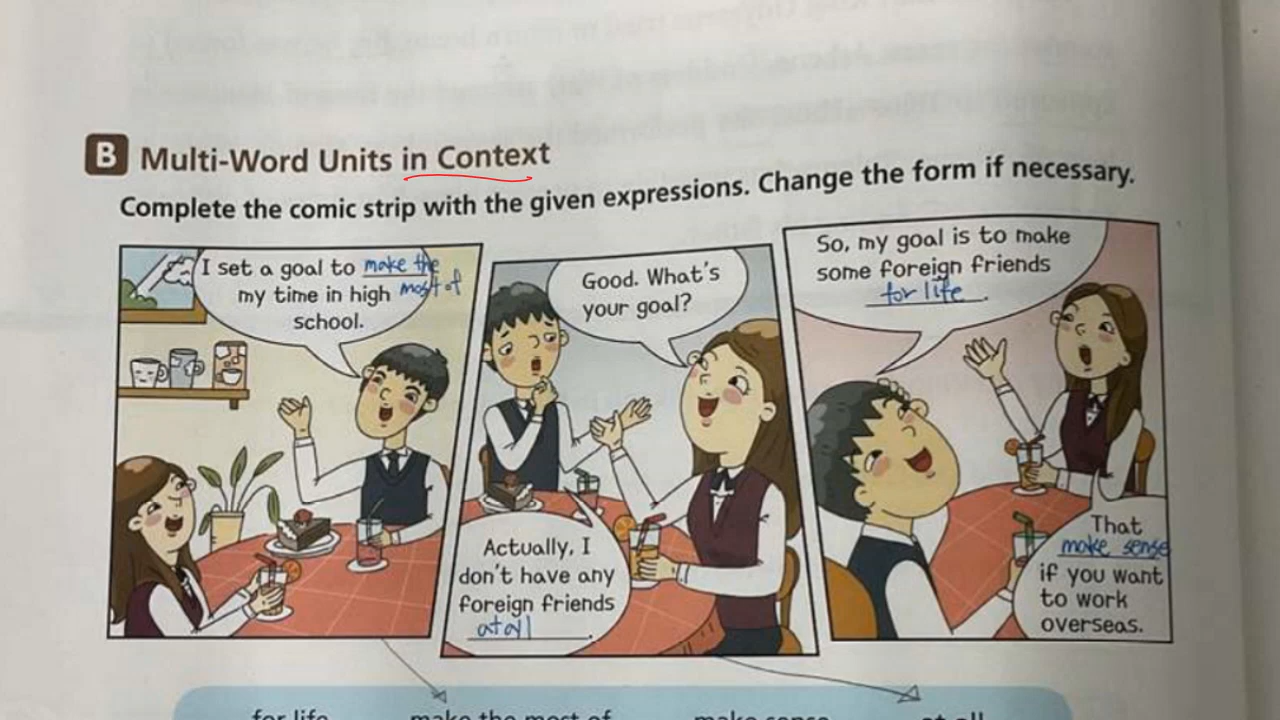 B Multi-Word Units in Context
Complete the comic strip with the given expressions. Change the form if necessary.
I set a goal to make the
my time in high most of
school.
Good. What's
your goal?
Actually, I
don't have any
foreign friends
at all.
So, my goal is to make
some foreign friends
for life.
That
make sense
if you want
to work
overseas.
for life make the most of make sense at all